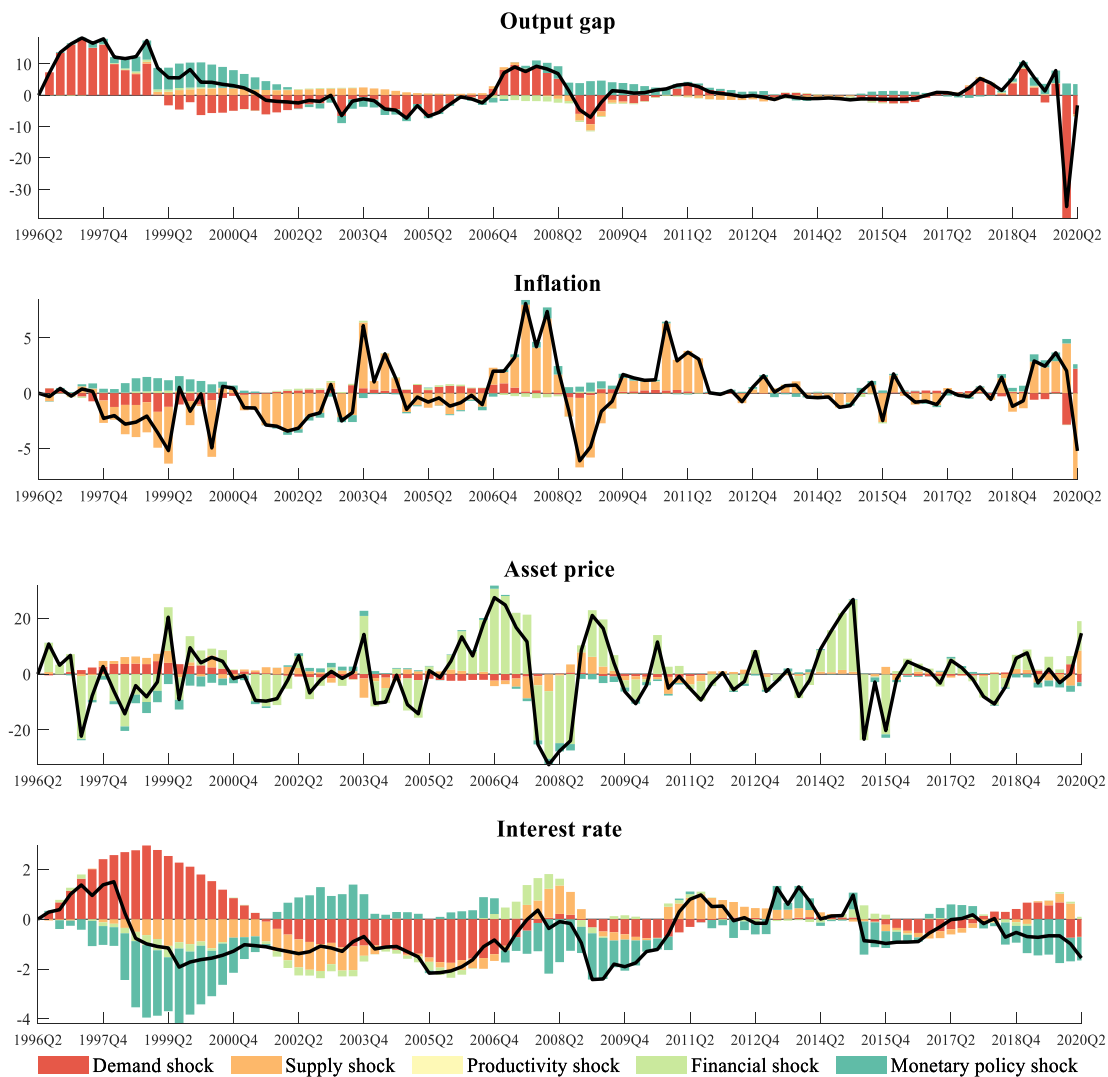 Output gap
10
0
-10
-20
-30
1996Q2 1997Q4 1999Q2 2000Q4 2002Q2 2003Q4 2005Q2 2006Q4 2008Q2 2009Q4 2011Q2 2012Q4 2014Q2 2015Q4 2017Q2 2018Q4 2020Q2
Inflation
5
0
-5
1996Q2 1997Q4 1999Q2 2000Q4 2002Q2 2003Q4 2005Q2 2006Q4 2008Q2 2009Q4 2011Q2 2012Q4 2014Q2 2015Q4 2017Q2 2018Q4 2020Q2
Asset price
20
0
-20
1996Q2 1997Q4 1999Q2 2000Q4 2002Q2 2003Q4 2005Q2 2006Q4 2008Q2 2009Q4 2011Q2 2012Q4 2014Q2 2015Q4 2017Q2 2018Q4 2020Q2
Interest rate
2
0
-2
-4
1996Q2 1997Q4 1999Q2 2000Q4 2002Q2 2003Q4 2005Q2 2006Q4 2008Q2 2009Q4 2011Q2 2012Q4 2014Q2 2015Q4 2017Q2 2018Q4 2020Q2
Demand shock Supply shock Productivity shock Financial shock Monetary policy shock